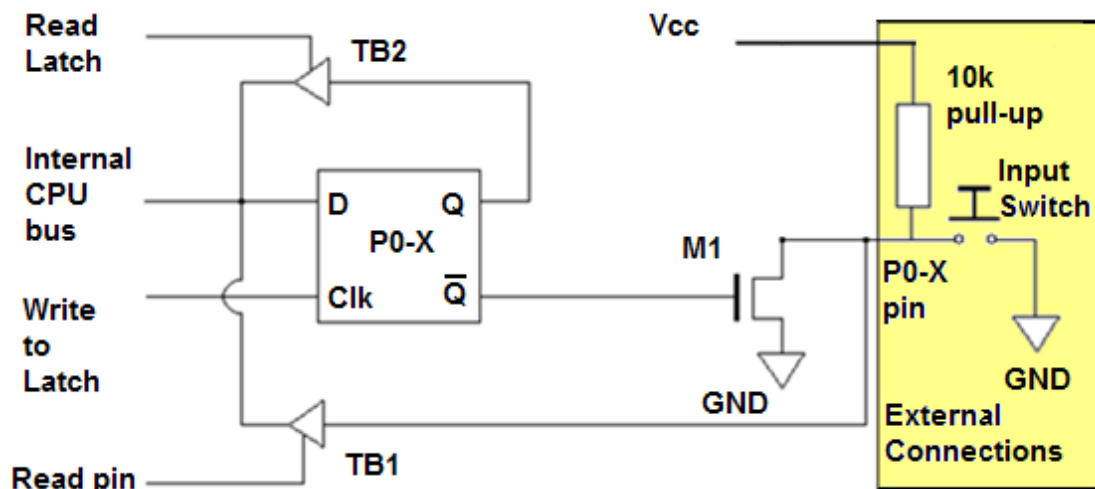 Read
Latch
TB2
Vcc
10k
pull-up
Internal
CPU
bus
D
Q
P0-X
Clk
Q̅
Input
Switch
M1
P0-X
pin
Write
to
Latch
GND
GND
TB1
External
Connections
Read pin